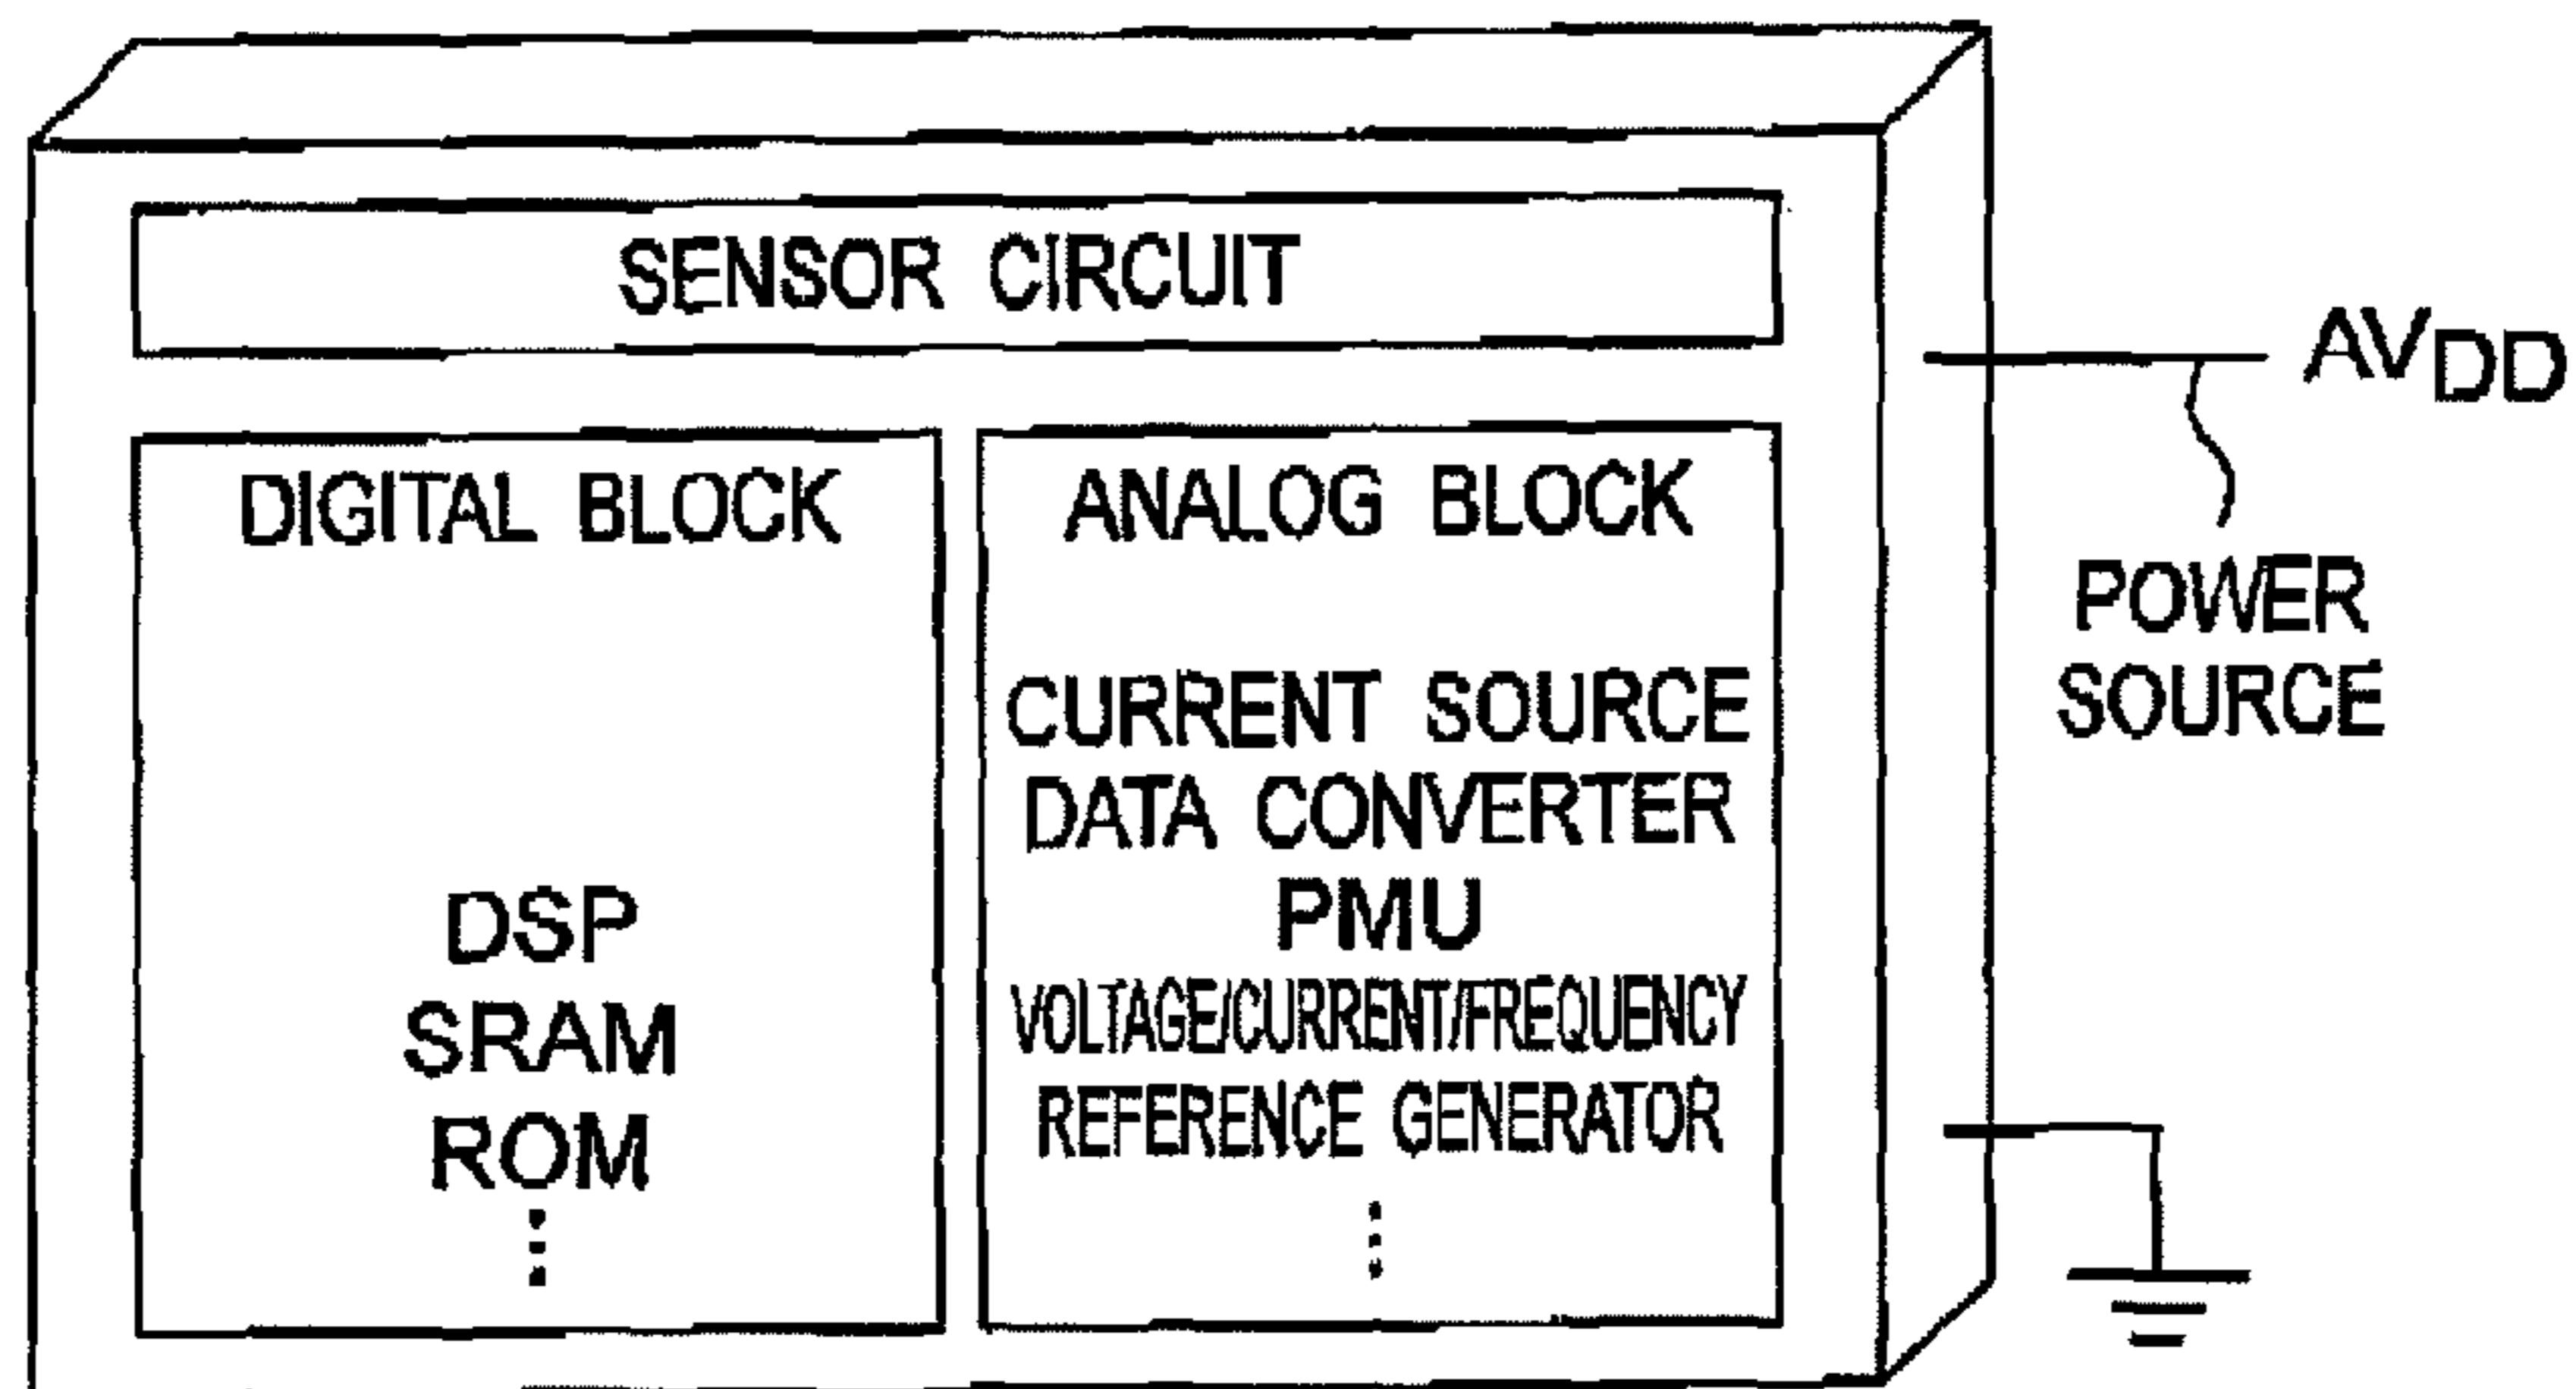 SENSOR CIRCUIT
AV_DD
DIGITAL BLOCK
DSP
SRAM
ROM
ANALOG BLOCK
CURRENT SOURCE
DATA CONVERTER
PMU
VOLTAGE/CURRENT/FREQUENCY
REFERENCE GENERATOR
POWER
SOURCE